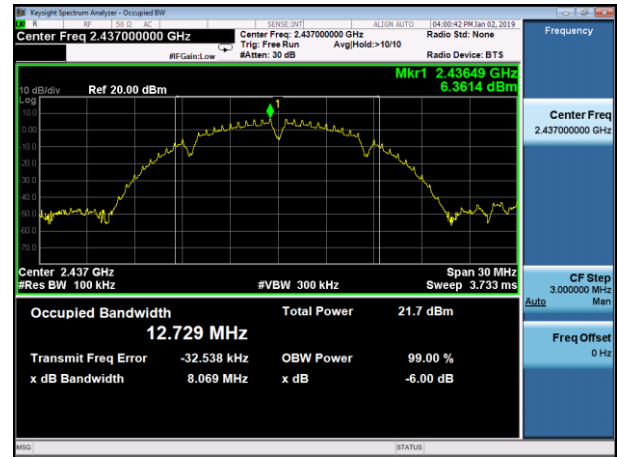 Keysight Spectrum Analyzer - Occupied BW
LXI R RF 50 Ω AC SENSE:INT ALIGN AUTO 04:00:42 PM Jan 02, 2019
Center Freq 2.437000000 GHz Center Freq: 2.437000000 GHz Radio Std: None Frequency
Trig: Free Run Avg|Hold:>10/10
#IFGain:Low #Atten: 30 dB Radio Device: BTS
Mkr1 2.43649 GHz
10 dB/div Ref 20.00 dBm 6.3614 dBm
Log
10.0
1
0.00
-10.0
-20.0
-30.0
-40.0
-50.0
-60.0
-70.0
Center Freq
2.437000000 GHz
Center 2.437 GHz Span 30 MHz
#Res BW 100 kHz #VBW 300 kHz Sweep 3.733 ms
CF Step
3.000000 MHz
Auto Man
Occupied Bandwidth Total Power 21.7 dBm
12.729 MHz
Freq Offset
0 Hz
Transmit Freq Error -32.538 kHz OBW Power 99.00 %
x dB Bandwidth 8.069 MHz x dB -6.00 dB
MSG STATUS